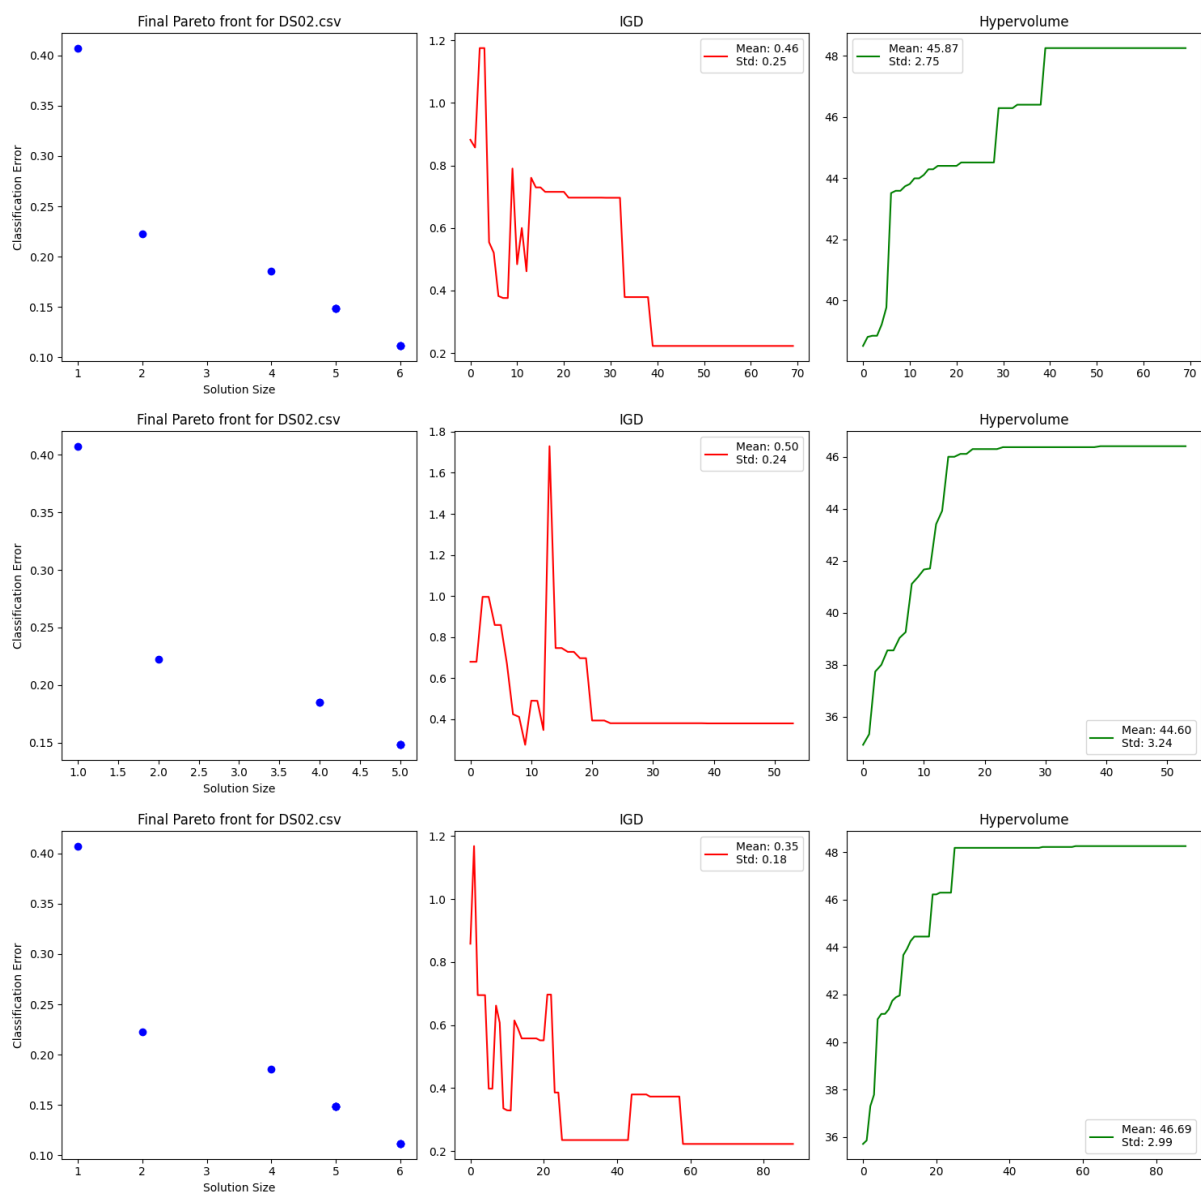 Final Pareto front for DS02.csv
0.40
0.35
0.30
0.25
0.20
0.15
0.10
Classification Error
1 2 3 4 5 6
Solution Size
IGD
Mean: 0.46
Std: 0.25
1.2
1.0
0.8
0.6
0.4
0.2
0 10 20 30 40 50 60 70
Hypervolume
Mean: 45.87
Std: 2.75
48
46
44
42
40
0 10 20 30 40 50 60 70
Final Pareto front for DS02.csv
0.40
0.35
0.30
0.25
0.20
0.15
Classification Error
1.0 1.5 2.0 2.5 3.0 3.5 4.0 4.5 5.0
Solution Size
IGD
Mean: 0.50
Std: 0.24
1.8
1.6
1.4
1.2
1.0
0.8
0.6
0.4
0 10 20 30 40 50
Hypervolume
46
44
42
40
38
36
Mean: 44.60
Std: 3.24
0 10 20 30 40 50
Final Pareto front for DS02.csv
0.40
0.35
0.30
0.25
0.20
0.15
0.10
Classification Error
1 2 3 4 5 6
Solution Size
IGD
Mean: 0.35
Std: 0.18
1.2
1.0
0.8
0.6
0.4
0.2
0 20 40 60 80
Hypervolume
48
46
44
42
40
38
36
Mean: 46.69
Std: 2.99
0 20 40 60 80